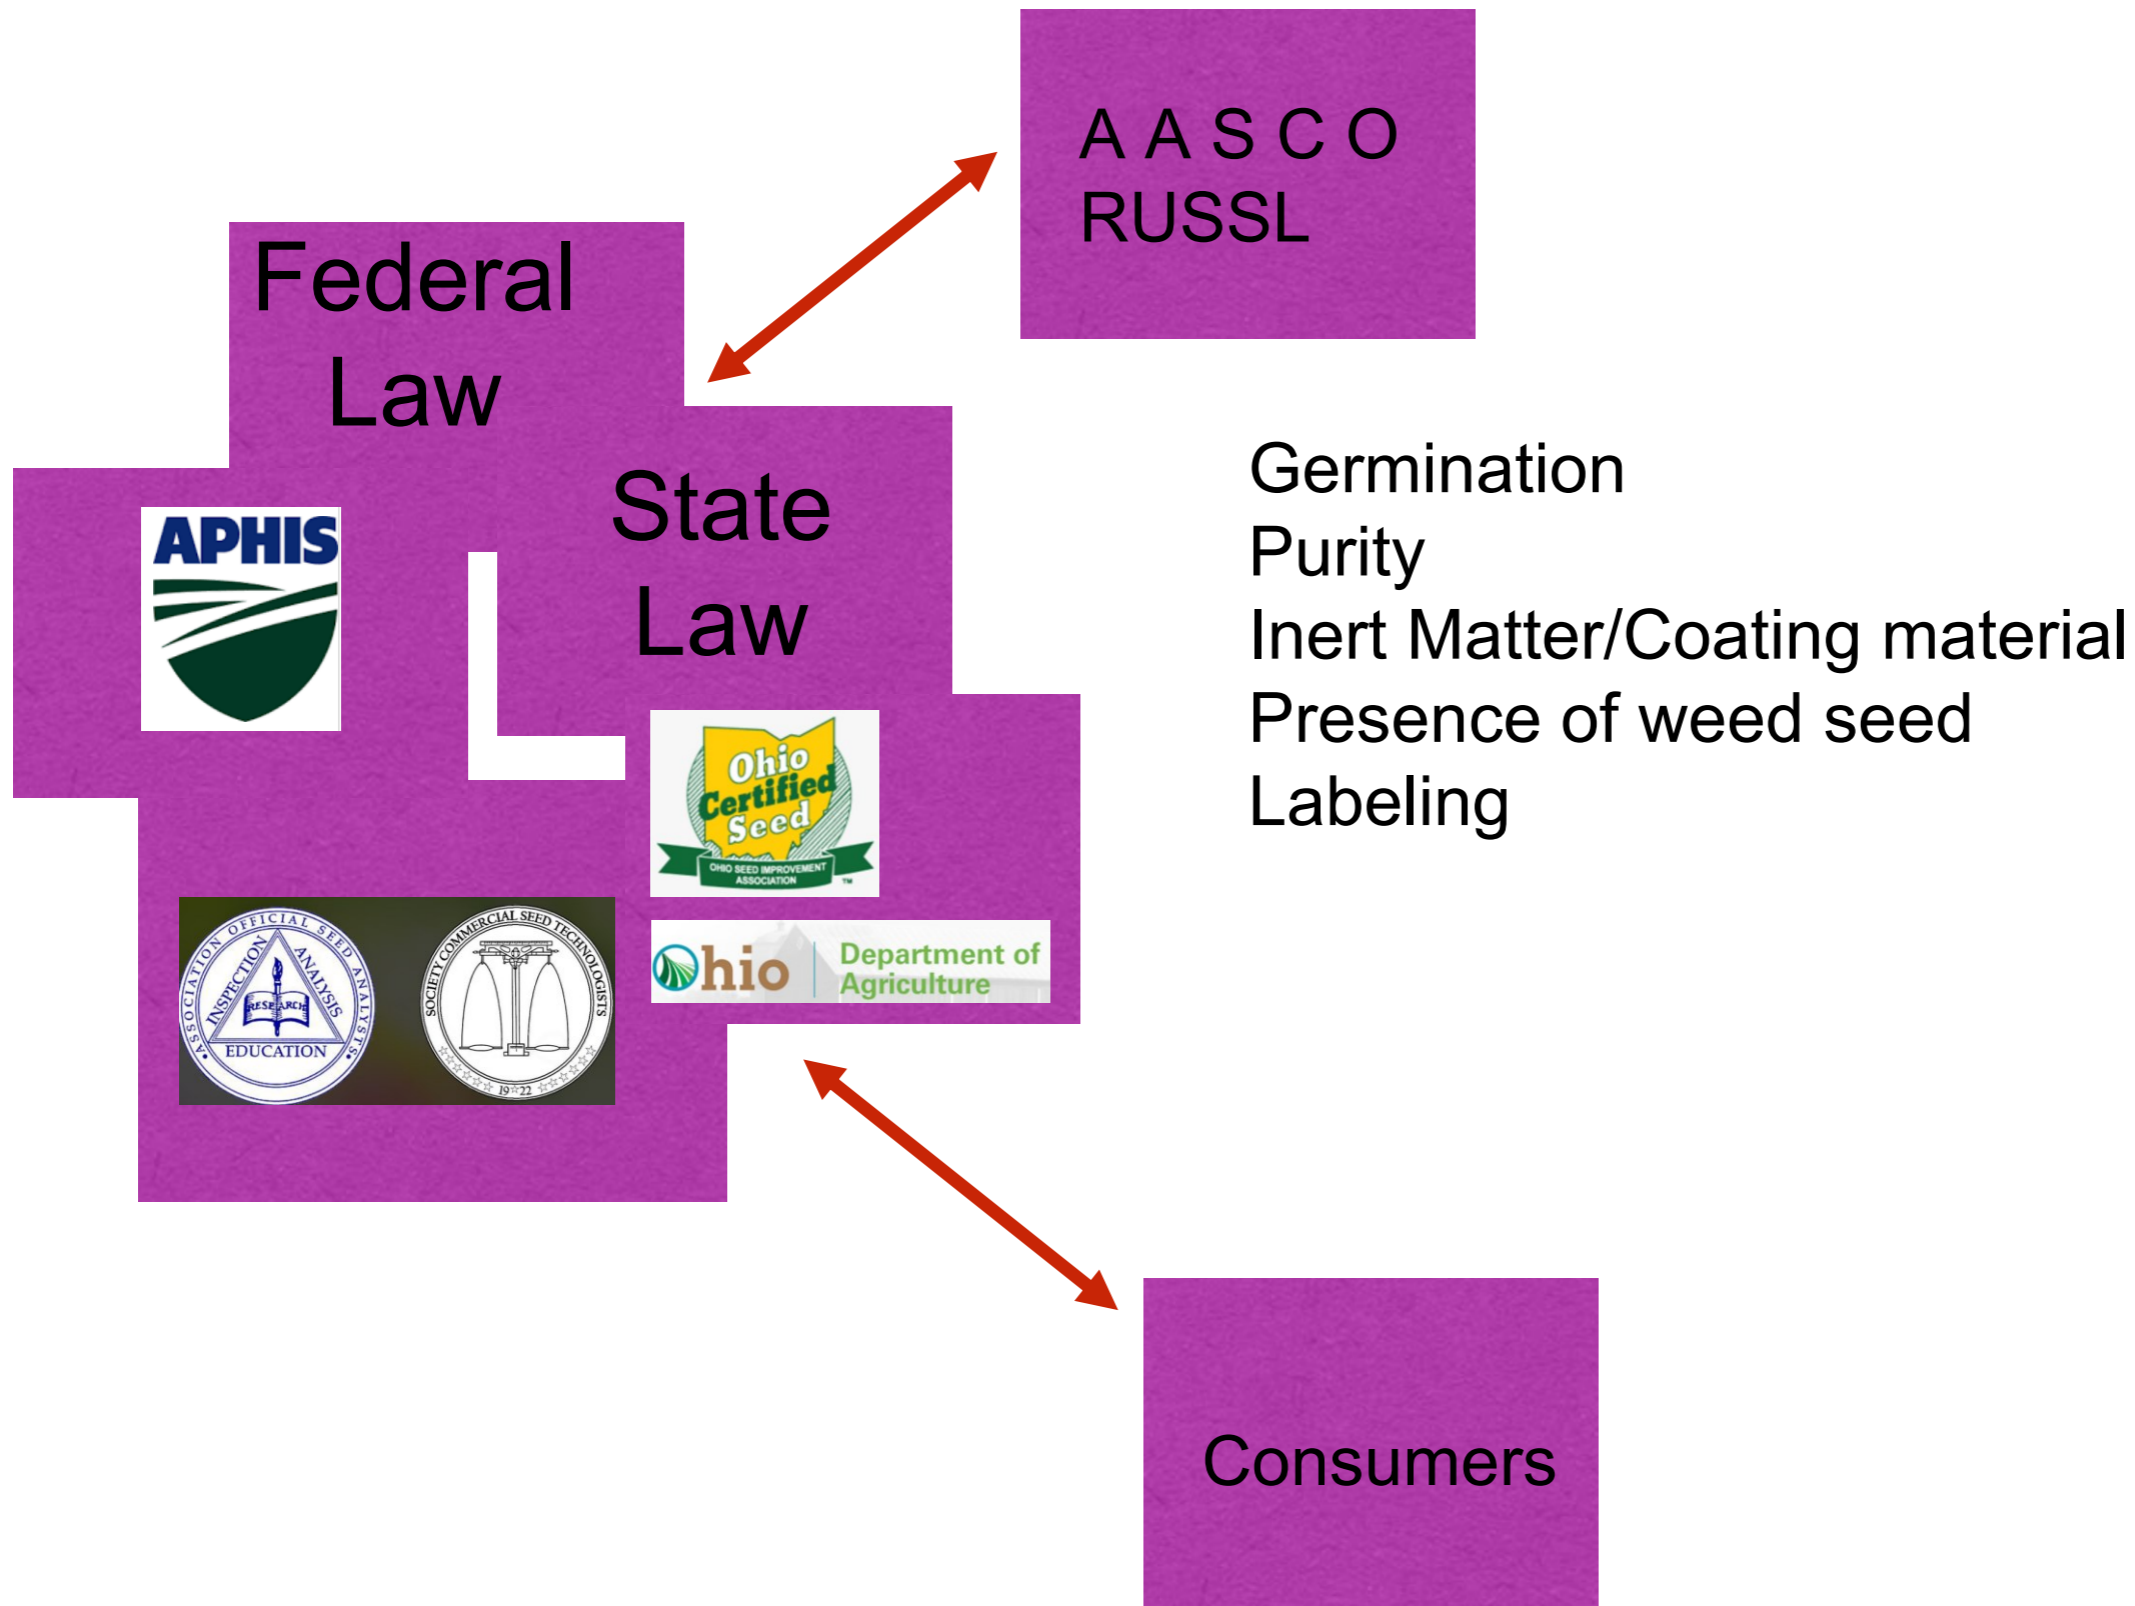 A A S C O
RUSSL
Federal
Law
State
Law
APHIS
Germination
Purity
Inert Matter/Coating material
Presence of weed seed
Labeling
Ohio
Certified
Seed
OHIO SEED IMPROVEMENT
ASSOCIATION
TM
ASSOCIATION OFFICIAL SEED ANALYSTS
INSPECTION
ANALYSIS
RESEARCH
EDUCATION
SOCIETY COMMERCIAL SEED TECHNOLOGISTS
19☆22
Ohio
Department of
Agriculture
Consumers